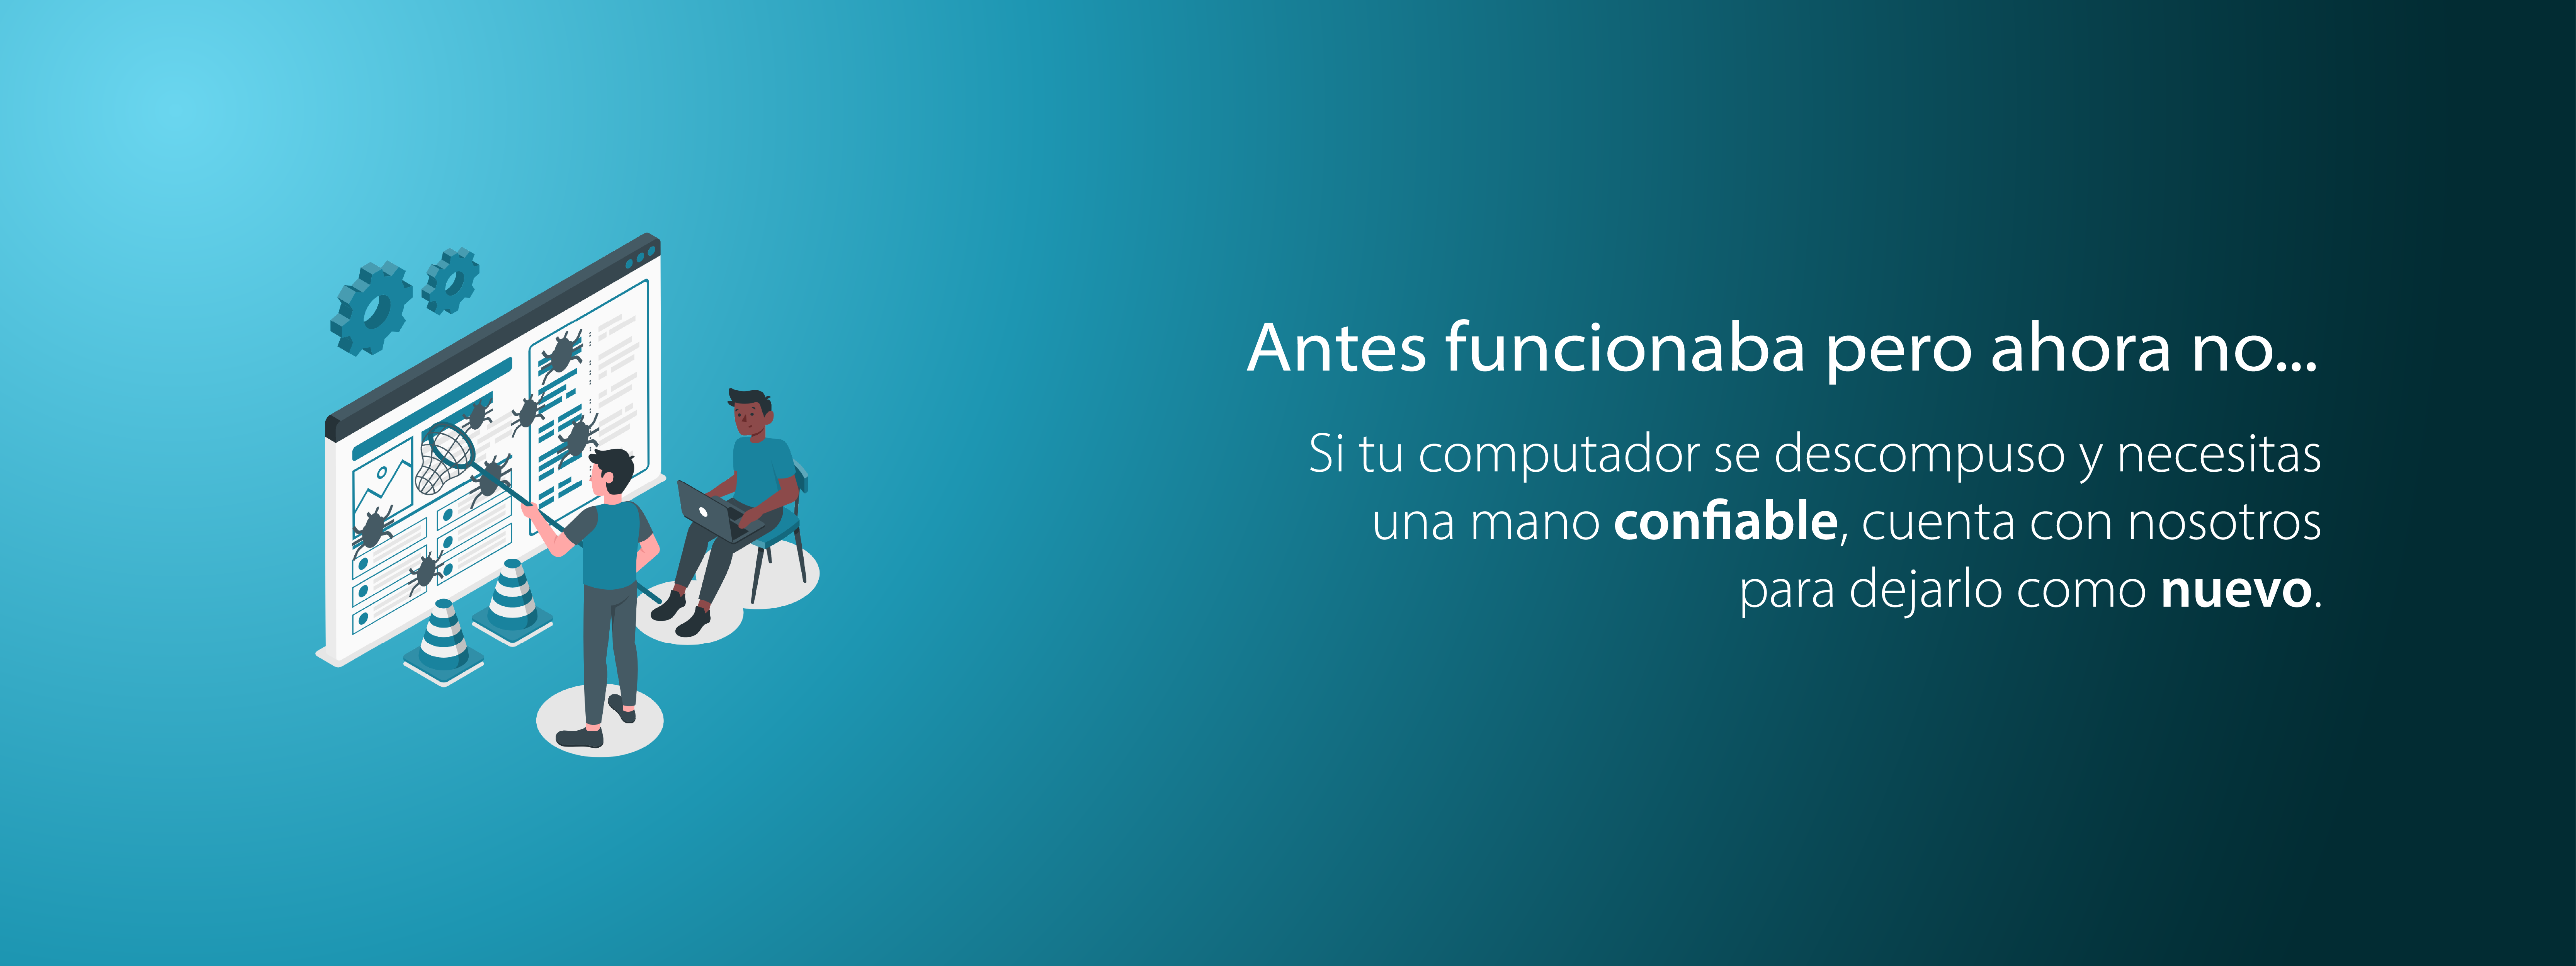 Antes funcionaba pero ahora no...
Si tu computador se descompuso y necesitas
una mano confiable, cuenta con nosotros
para dejarlo como nuevo.